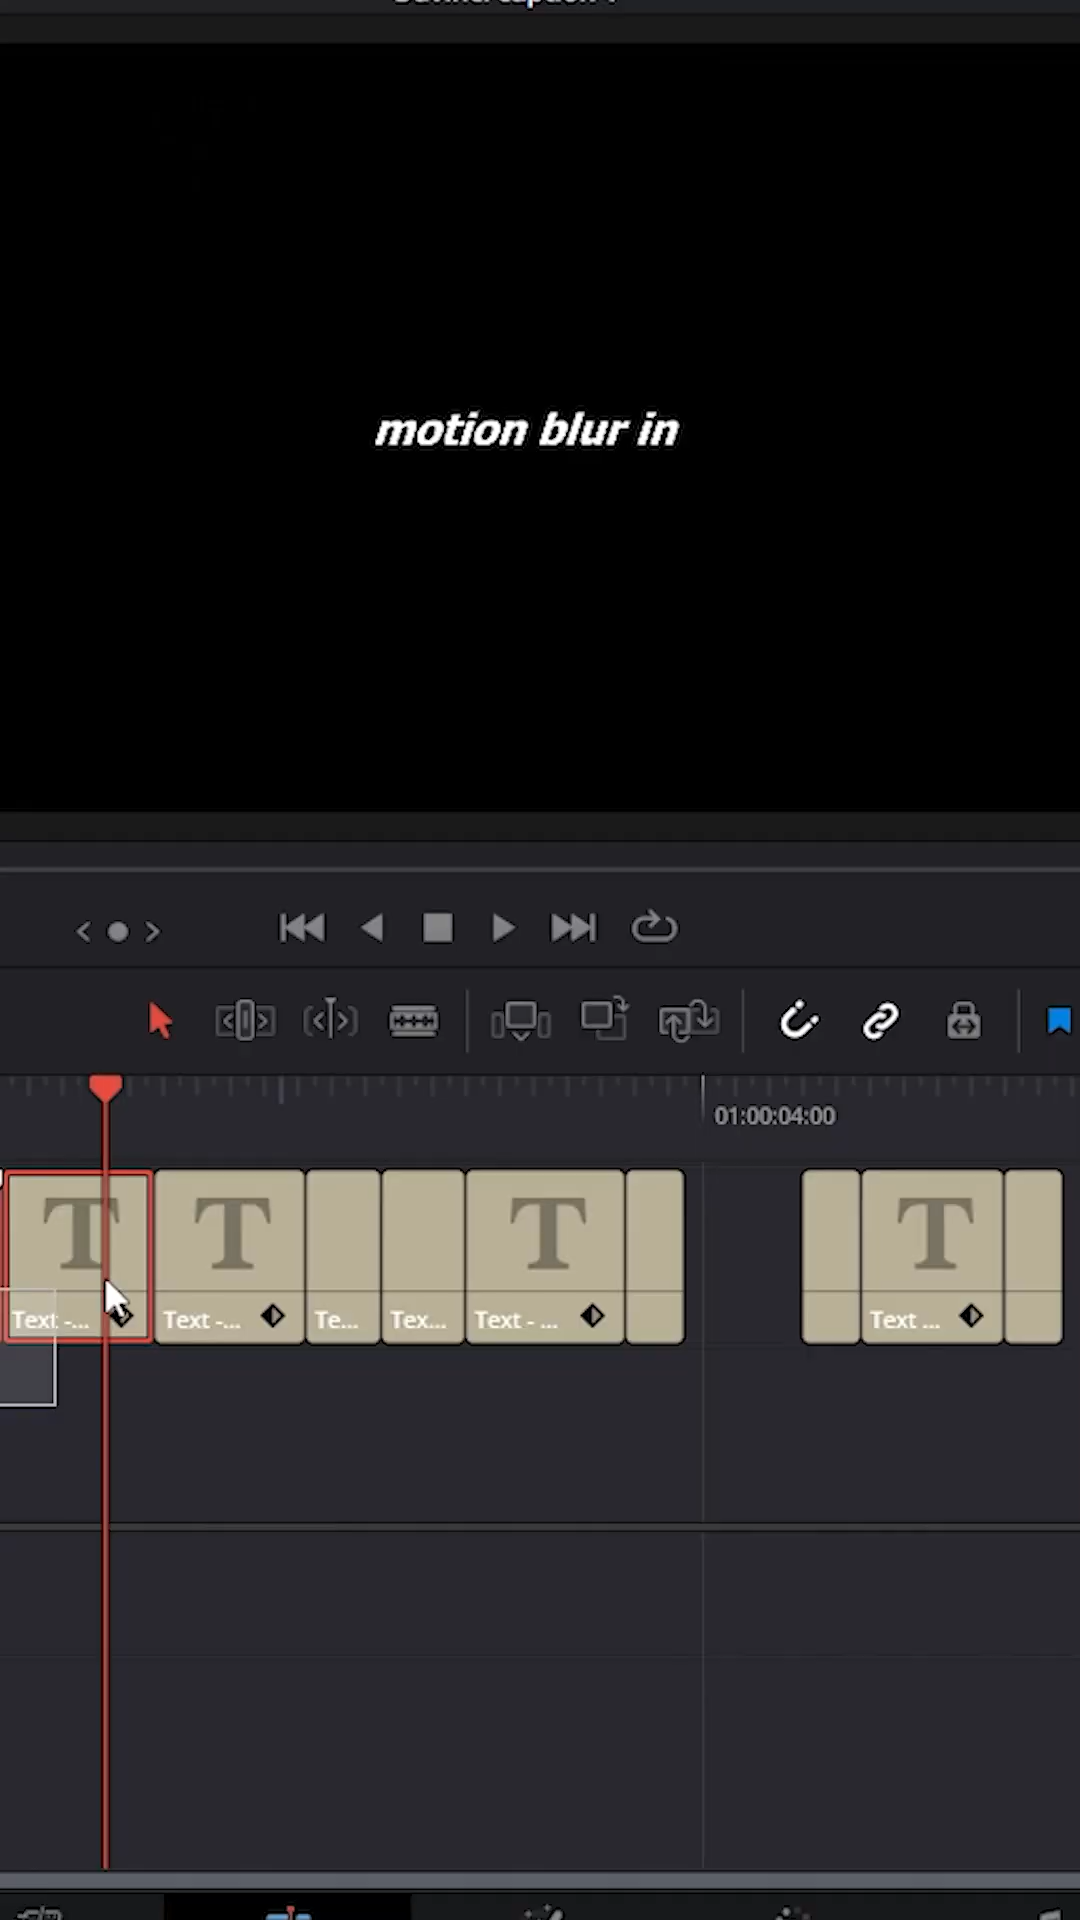 motion blur in
01:00:04:00
Text -...
Text -...
Te...
Tex...
Text - ...
Text ...